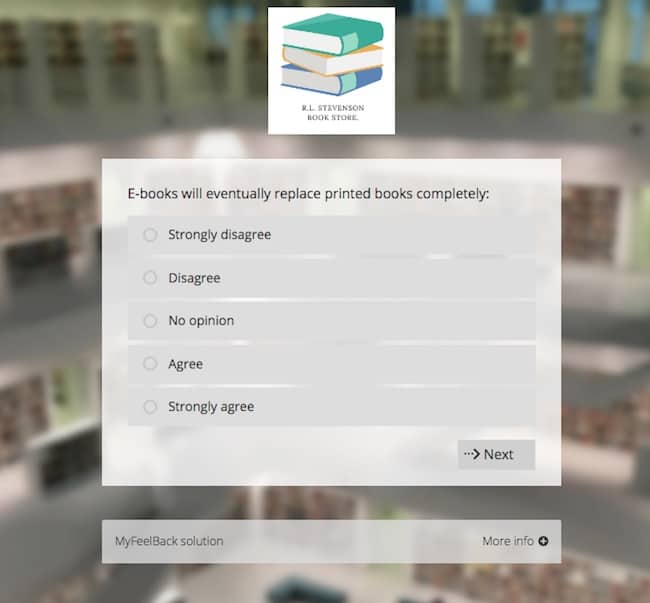 R.L. STEVENSON
BOOK STORE.
E-books will eventually replace printed books completely:
Strongly disagree
Disagree
No opinion
Agree
Strongly agree
Next
MyFeelBack solution
More info